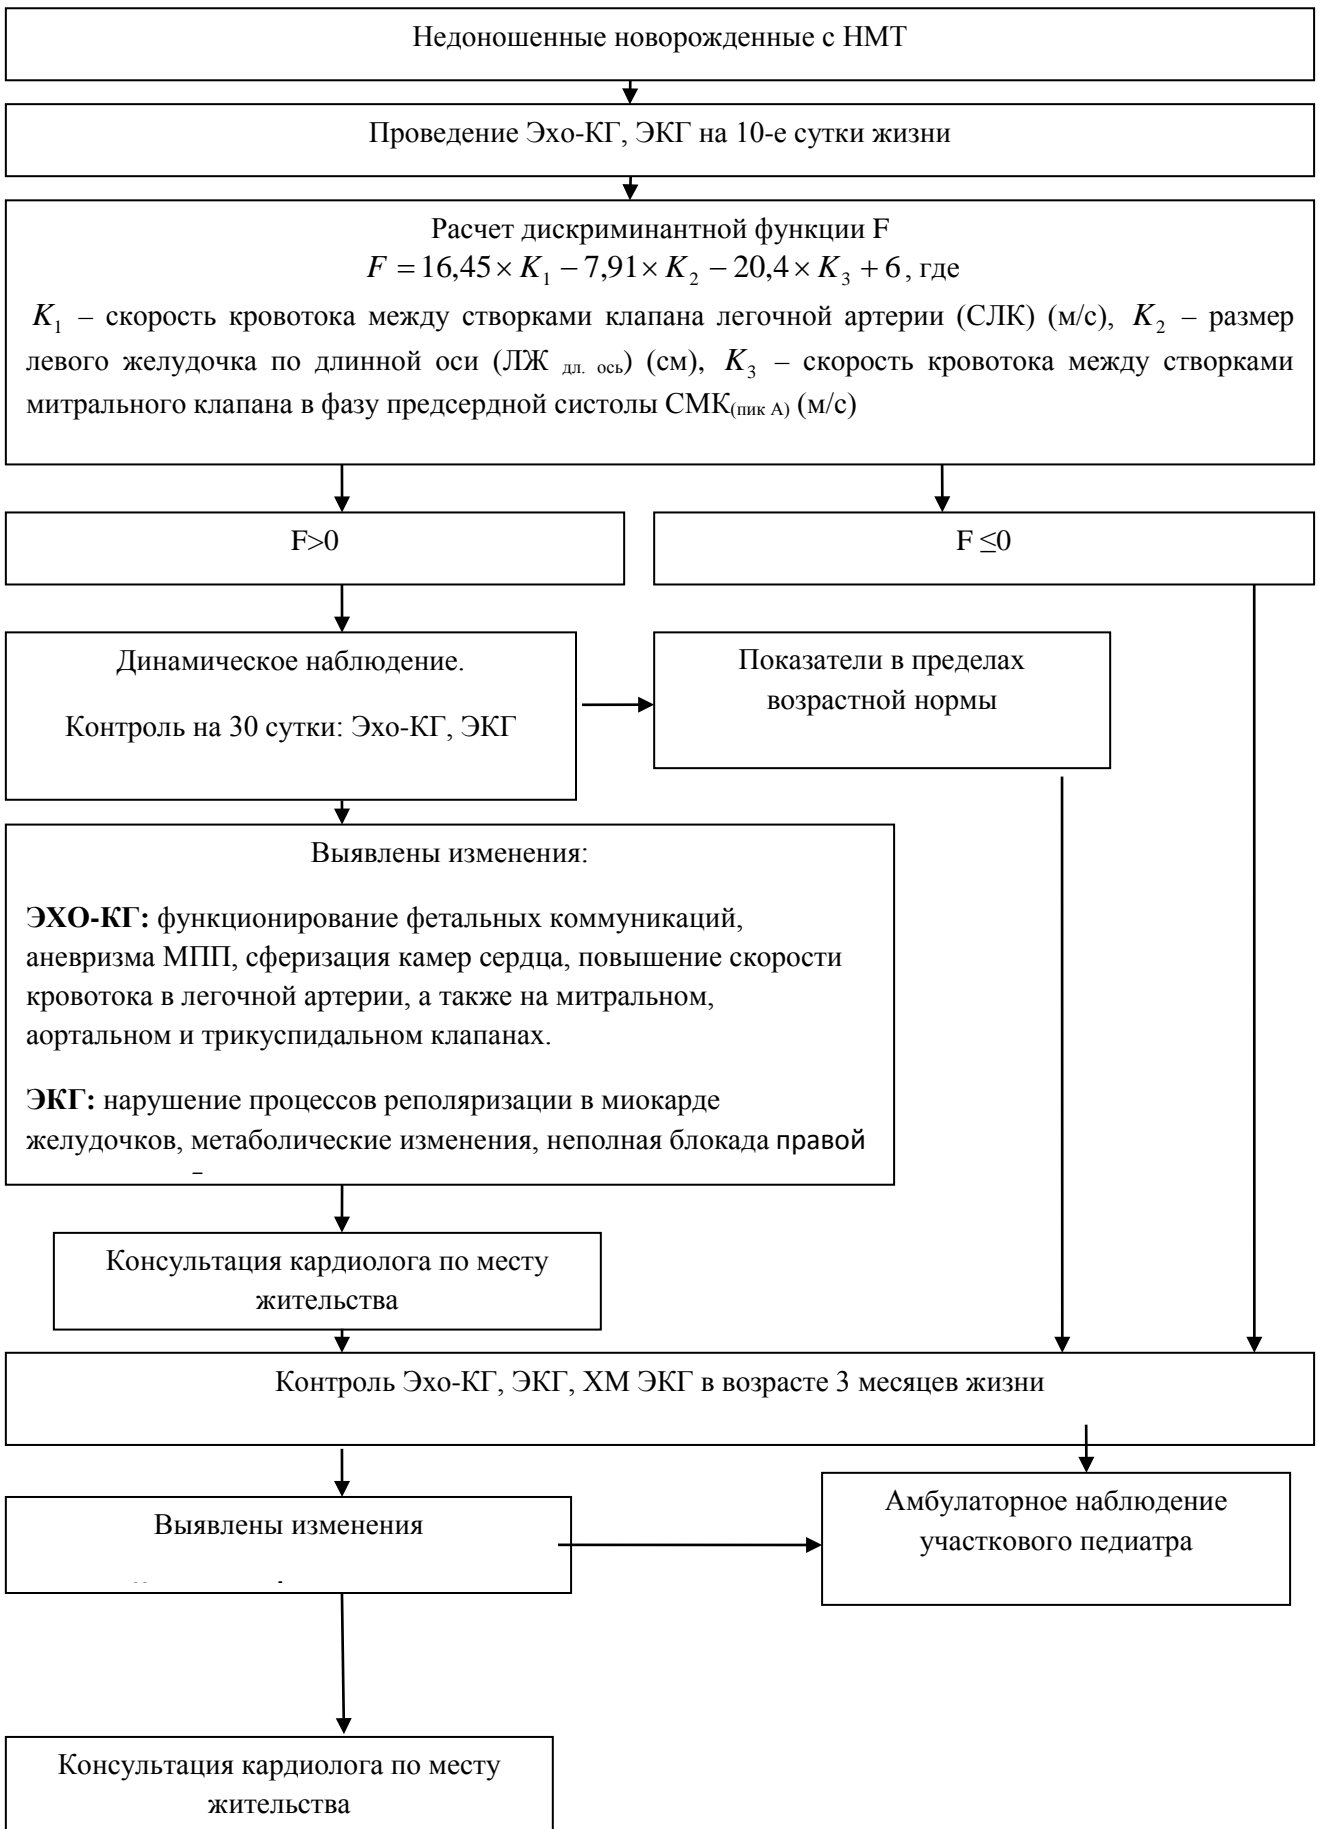 Недоношенные новорожденные с НМТ
Проведение Эхо-КГ, ЭКГ на 10-е сутки жизни
Расчет дискриминантной функции F
F = 16,45 × K₁ − 7,91 × K₂ − 20,4 × K₃ + 6, где
K₁ – скорость кровотока между створками клапана легочной артерии (СЛК) (м/с), K₂ – размер
левого желудочка по длинной оси (ЛЖ дл. ось) (см), K₃ – скорость кровотока между створками
митрального клапана в фазу предсердной систолы СМК(пик А) (м/с)
F>0
F ≤0
Динамическое наблюдение.
Контроль на 30 сутки: Эхо-КГ, ЭКГ
Показатели в пределах
возрастной нормы
Выявлены изменения:
ЭХО-КГ: функционирование фетальных коммуникаций,
аневризма МПП, сферизация камер сердца, повышение скорости
кровотока в легочной артерии, а также на митральном,
аортальном и трикуспидальном клапанах.
ЭКГ: нарушение процессов реполяризации в миокарде
желудочков, метаболические изменения, неполная блокада правой
Консультация кардиолога по месту
жительства
Контроль Эхо-КГ, ЭКГ, ХМ ЭКГ в возрасте 3 месяцев жизни
Выявлены изменения
Амбулаторное наблюдение
участкового педиатра
Консультация кардиолога по месту
жительства